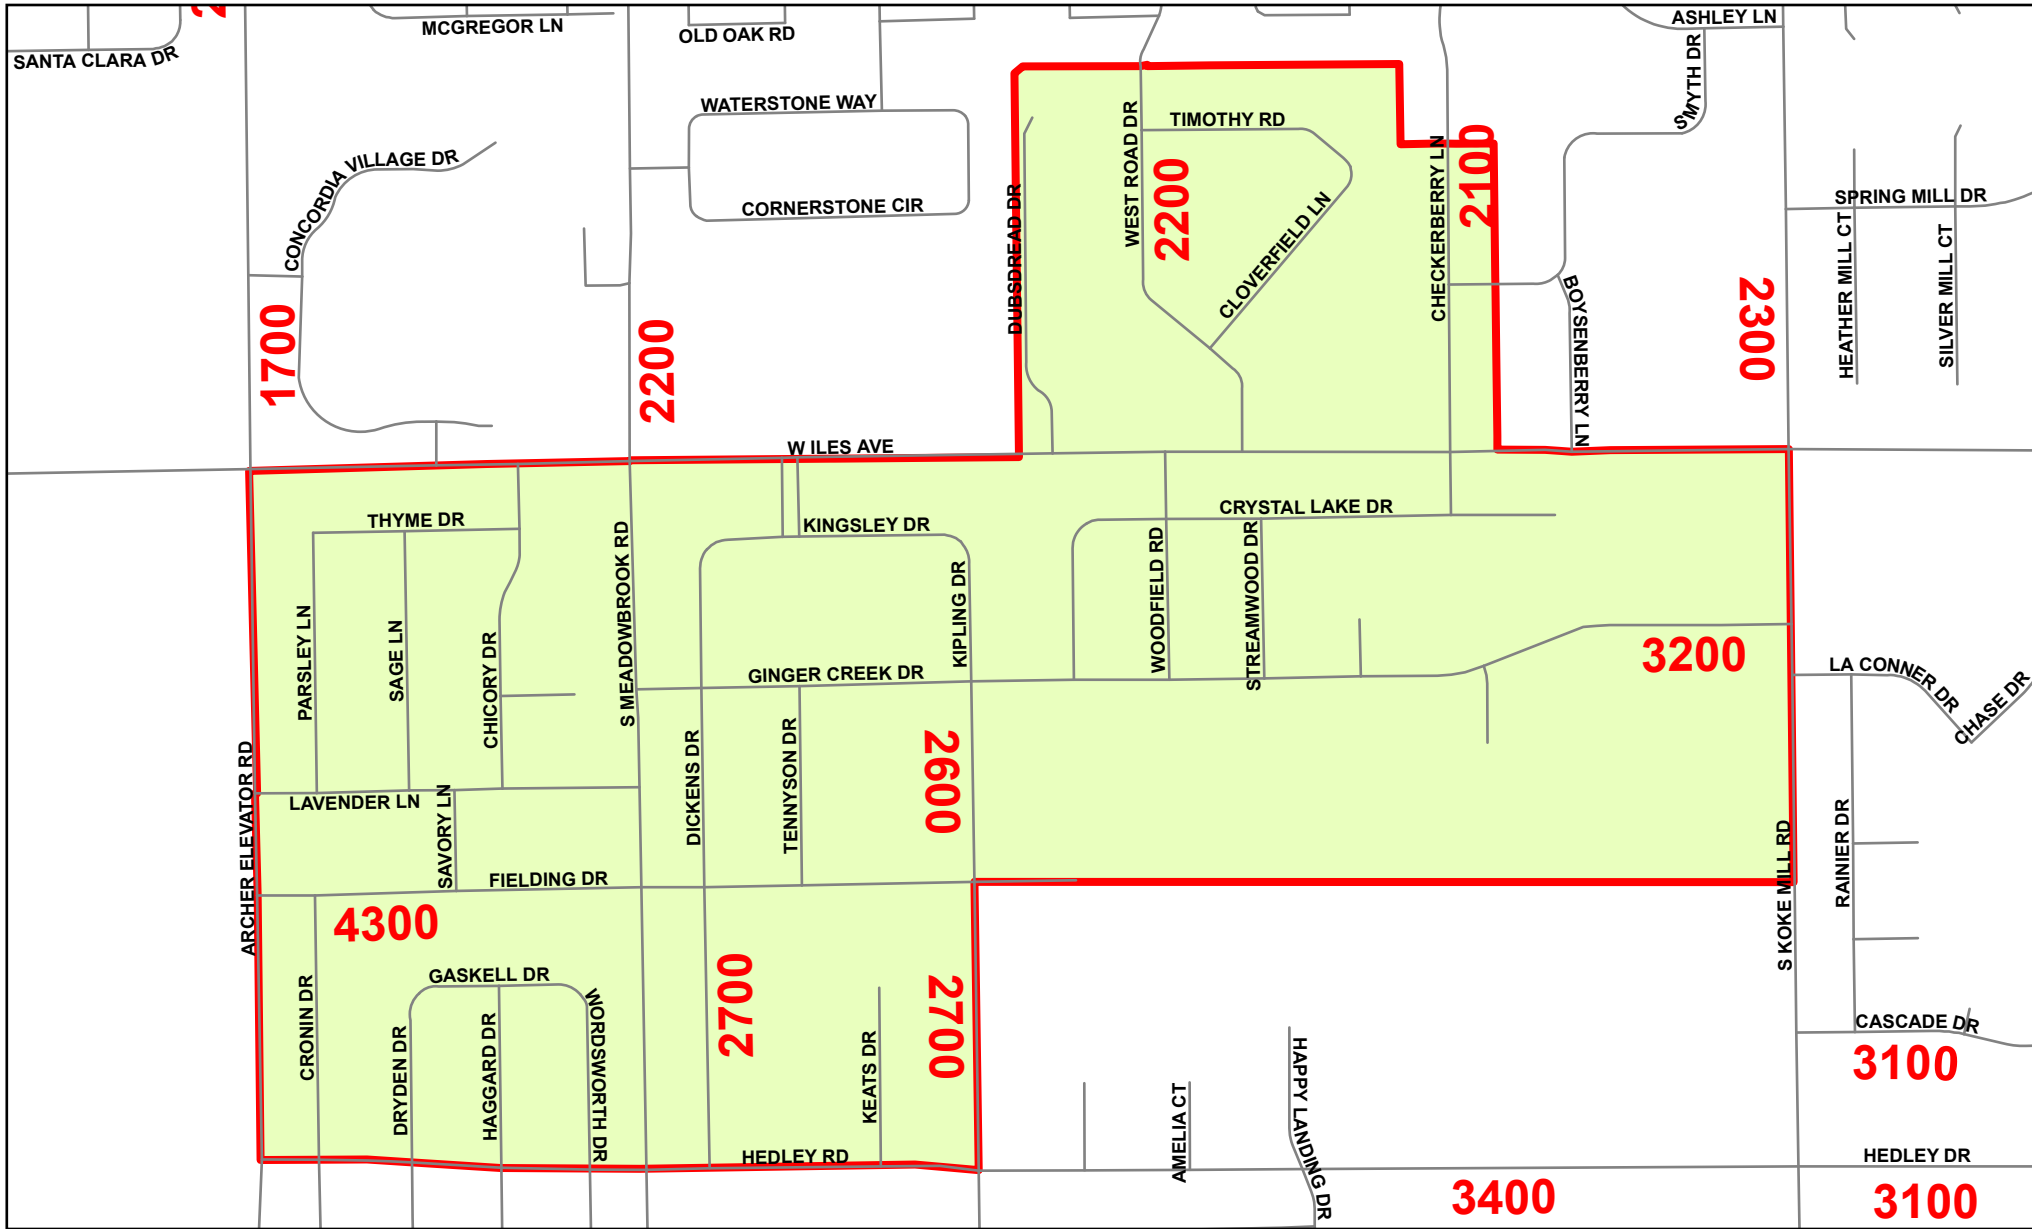 MCGREGOR LN
OLD OAK RD
ASHLEY LN
SANTA CLARA DR
SMYTH DR
WATERSTONE WAY
WEST ROAD DR
TIMOTHY RD
CHECKERBERRY LN
2100
CONCORDIA VILLAGE DR
2200
CORNERSTONE CIR
DUBSDREAD DR
CLOVERFIELD LN
SPRING MILL DR
HEATHER MILL CT
SILVER MILL CT
BOYSENBERRY LN
2300
1700
2200
W ILES AVE
THYME DR
KINGSLEY DR
CRYSTAL LAKE DR
S MEADOWBROOK RD
KIPLING DR
WOODFIELD RD
STREAMWOOD DR
PARSLEY LN
SAGE LN
CHICORY DR
GINGER CREEK DR
3200
LA CONNER DR
CHASE DR
DICKENS DR
TENNYSON DR
2600
ARCHER ELEVATOR RD
LAVENDER LN
SAVORY LN
RAINIER DR
S KOKE MILL RD
FIELDING DR
4300
GASKELL DR
CRONIN DR
DRYDEN DR
HAGGARD DR
WORDSWORTH DR
2700
KEATS DR
2700
HAPPY LANDING DR
AMELIA CT
CASCADE DR
3100
HEDLEY RD
HEDLEY DR
3400
3100